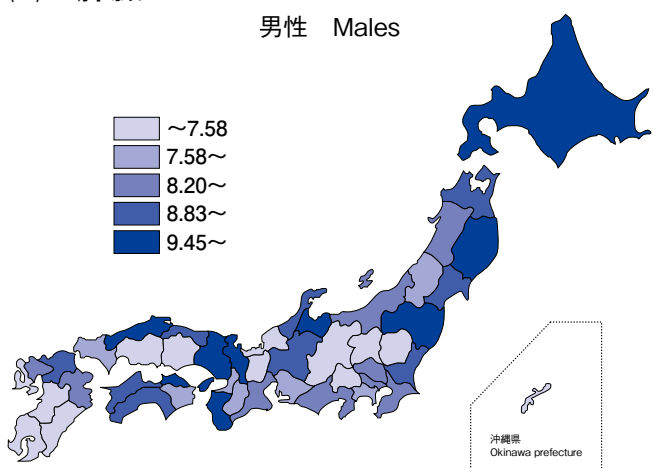 男性　Males
～7.58
7.58～
8.20～
8.83～
9.45～
沖縄県
Okinawa prefecture